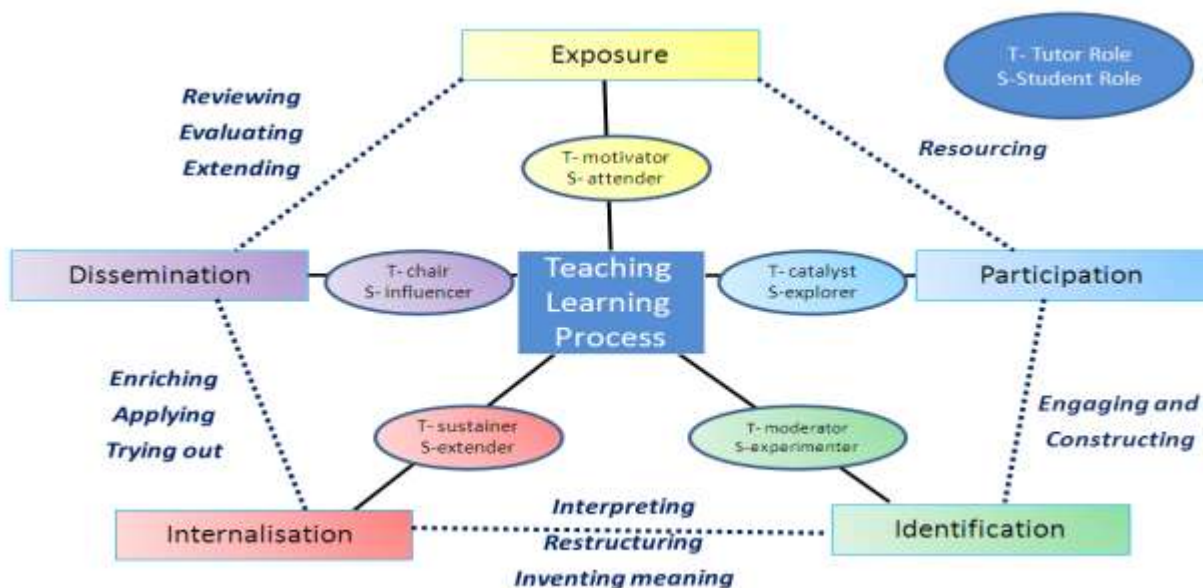 Exposure
T- Tutor Role
S-Student Role
Reviewing
Evaluating
Extending
Resourcing
T- motivator
S- attender
Dissemination
T- chair
S- influencer
Teaching
Learning
Process
T- catalyst
S-explorer
Participation
Enriching
Applying
Trying out
T- sustainer
S-extender
T- moderator
S-experimenter
Engaging and
Constructing
Internalisation
Interpreting
Restructuring
Inventing meaning
Identification